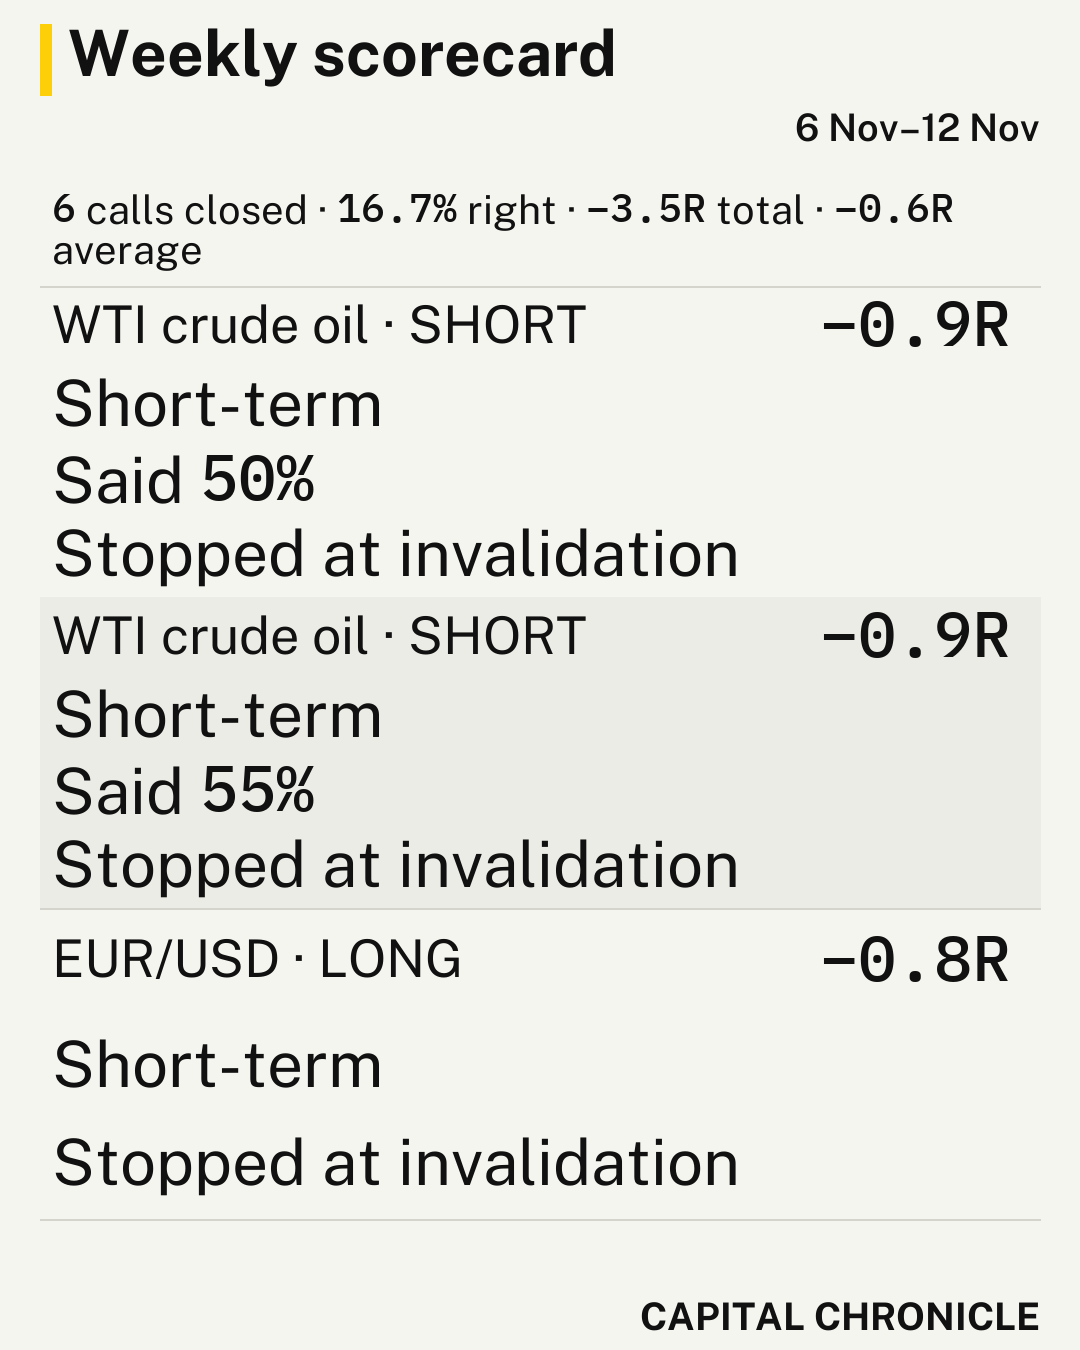 Weekly scorecard
6 Nov–12 Nov
6 calls closed · 16.7% right · −3.5R total · −0.6R
average
WTI crude oil · SHORT −0.9R
Short-term
Said 50%
Stopped at invalidation
WTI crude oil · SHORT −0.9R
Short-term
Said 55%
Stopped at invalidation
EUR/USD · LONG −0.8R
Short-term
Stopped at invalidation
CAPITAL CHRONICLE